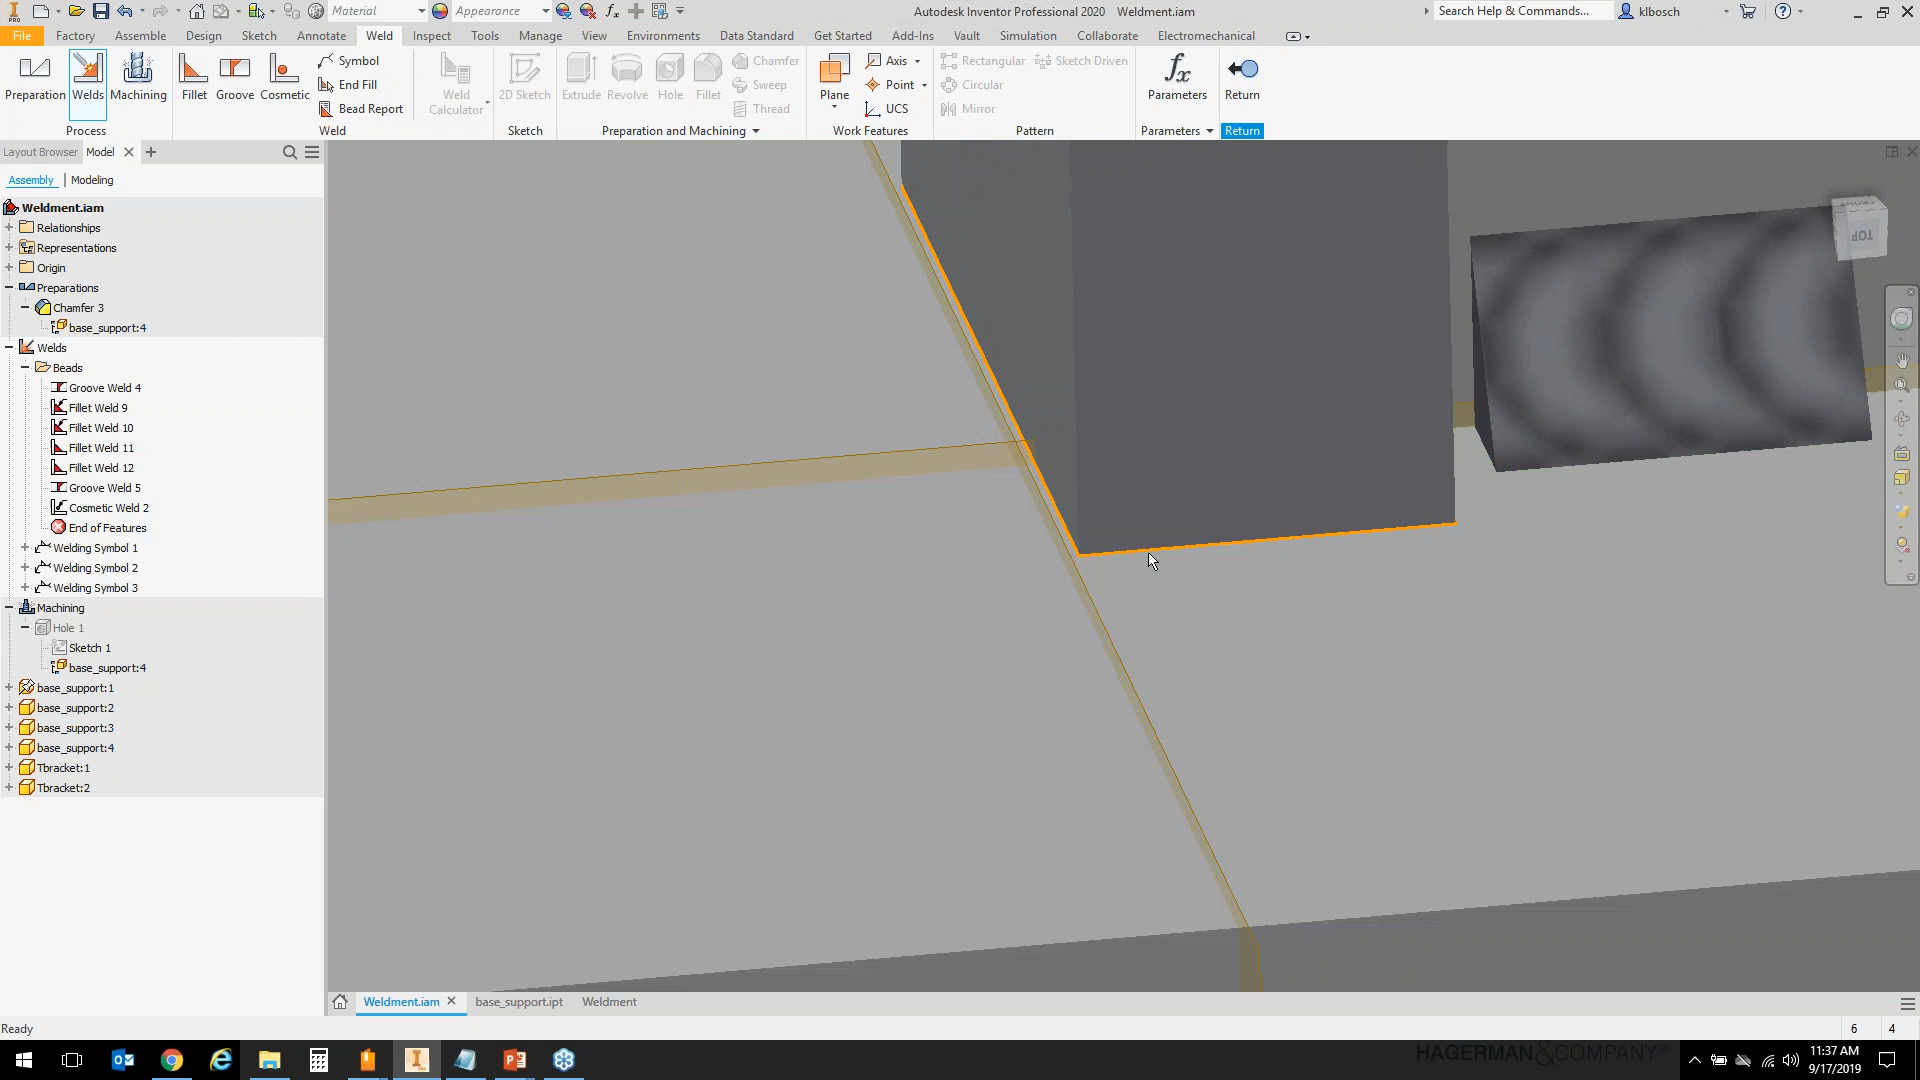 Material
Appearance
Autodesk Inventor Professional 2020 Weldment.iam
Search Help & Commands...
klbosch
File Factory Assemble Design Sketch Annotate Weld Inspect Tools Manage View Environments Data Standard Get Started Add-Ins Vault Simulation Collaborate Electromechanical
Preparation Welds Machining
Process
Fillet Groove Cosmetic
Symbol
End Fill
Bead Report
Weld Calculator
Weld
2D Sketch
Sketch
Extrude Revolve Hole Fillet
Chamfer
Sweep
Thread
Preparation and Machining
Plane
Axis
Point
UCS
Work Features
Rectangular Sketch Driven
Circular
Mirror
Pattern
Parameters
Parameters
Return
Return
Layout Browser Model
Assembly Modeling
Weldment.iam
Relationships
Representations
Origin
Preparations
Chamfer 3
base_support:4
Welds
Beads
Groove Weld 4
Fillet Weld 9
Fillet Weld 10
Fillet Weld 11
Fillet Weld 12
Groove Weld 5
Cosmetic Weld 2
End of Features
Welding Symbol 1
Welding Symbol 2
Welding Symbol 3
Machining
Hole 1
Sketch 1
base_support:4
base_support:1
base_support:2
base_support:3
base_support:4
Tbracket:1
Tbracket:2
FRONT
TOP
Weldment.iam base_support.ipt Weldment
Ready
6 4
HAGERMAN&COMPANY
11:37 AM
9/17/2019